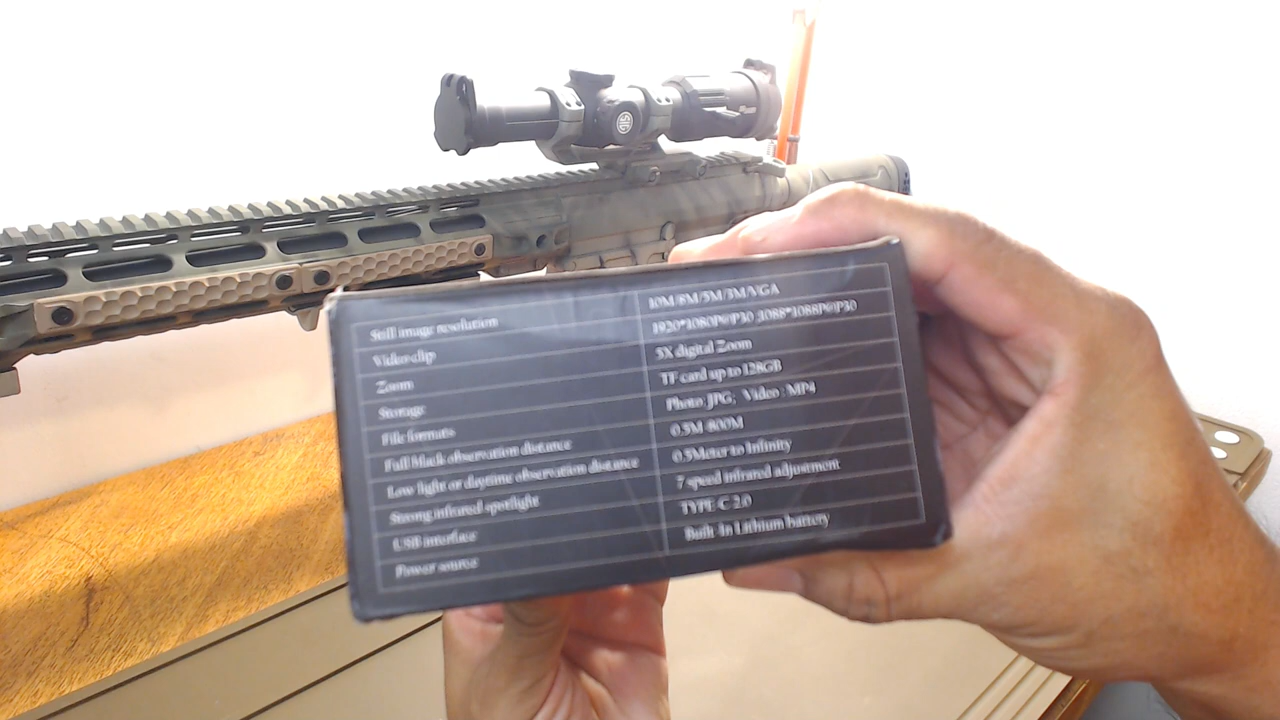 SIG
Still image resolution 10M/8M/5M/3M/VGA
Video clip 1920*1080P@P30 ,1088*1088P@P30
Zoom 5X digital Zoom
Storage TF card up to 128GB
File formats Photo: JPG; Video : MP4
Full black observation distance 0.5M-800M
Low light or daytime observation distance 0.5Meter to Infinity
Strong infrared spotlight 7 speed infrared adjustment
USB interface TYPE-C 2.0
Power source Built-In Lithium battery